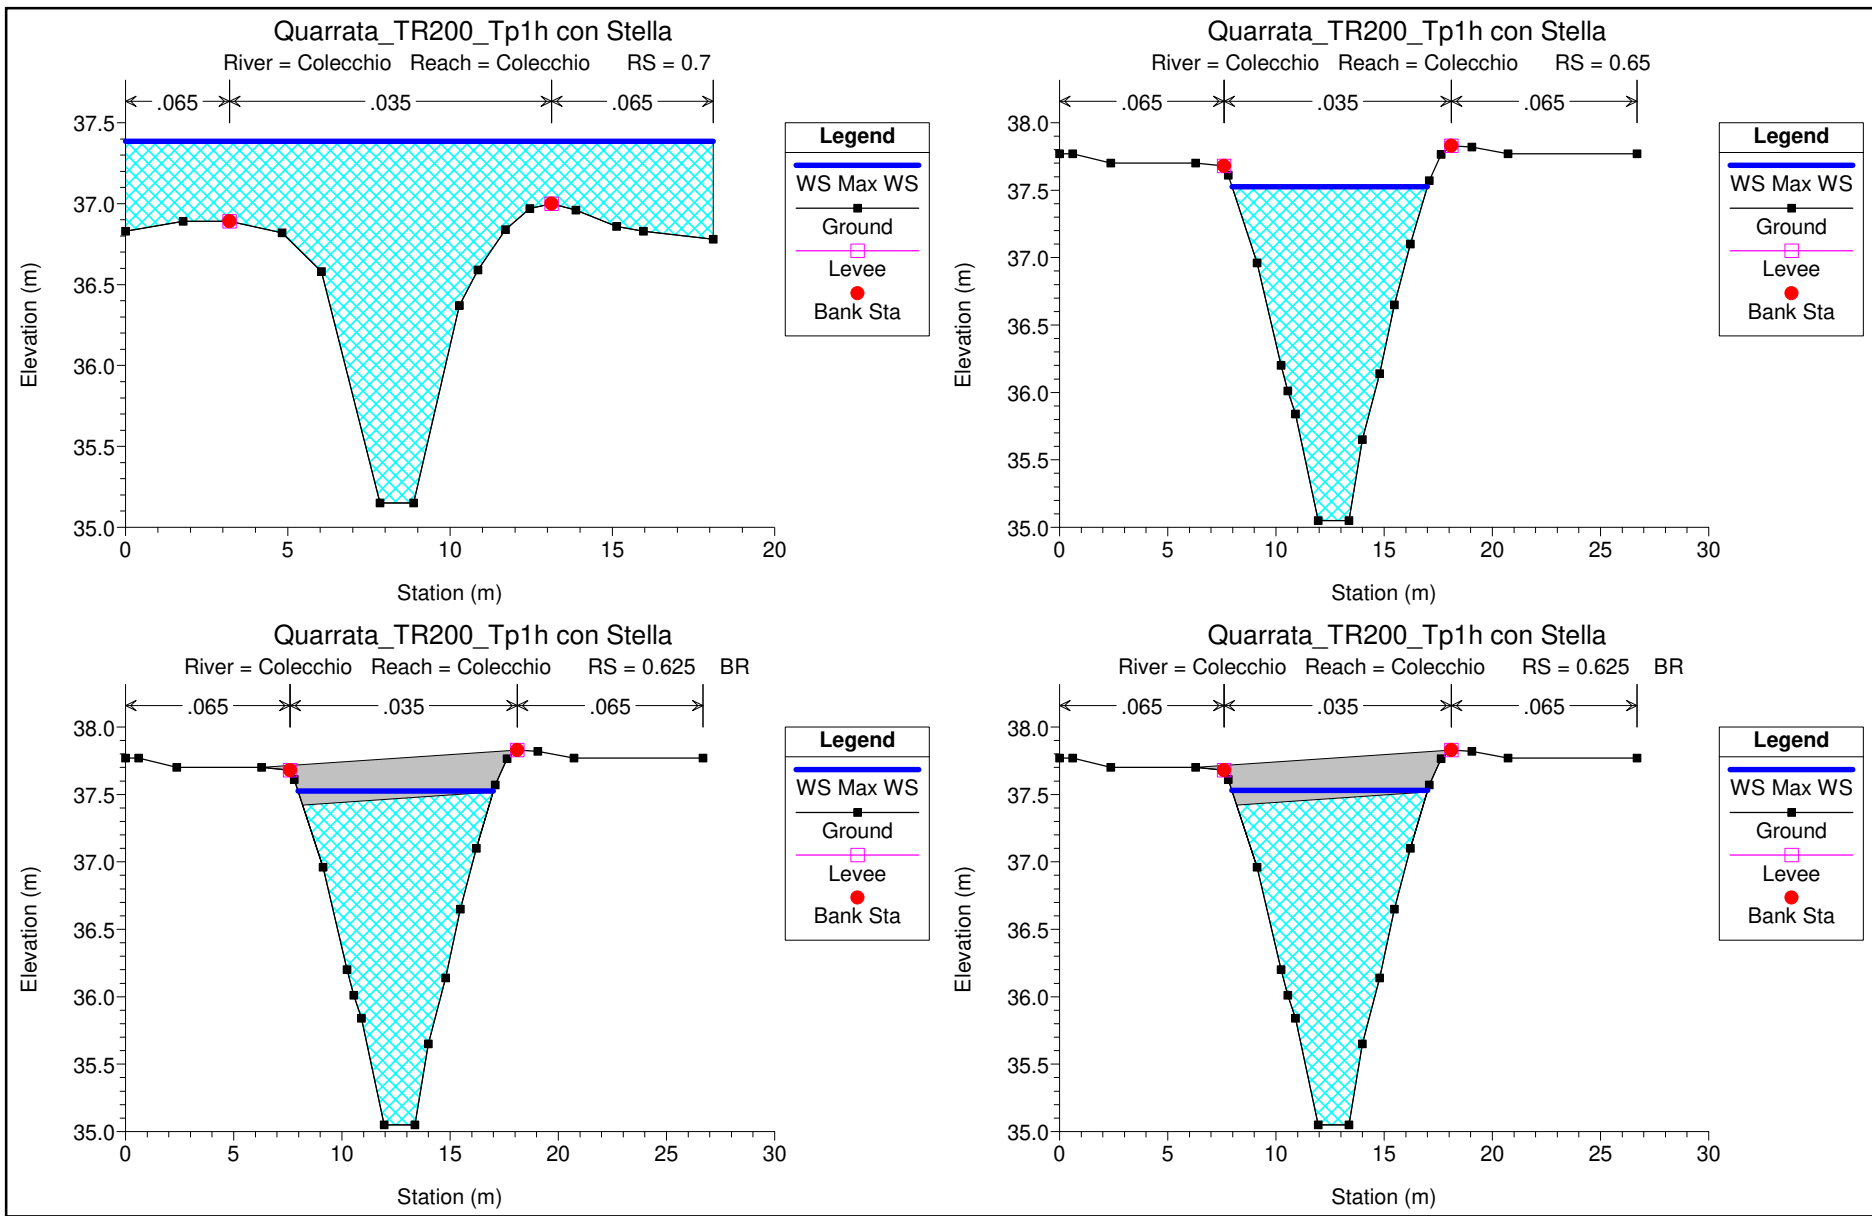 Quarrata_TR200_Tp1h con Stella
River = Colecchio Reach = Colecchio RS = 0.7
.065 .035 .065
37.5
37.0
36.5
36.0
35.5
35.0
Elevation (m)
0 5 10 15 20
Station (m)
Legend
WS Max WS
Ground
Levee
Bank Sta
Quarrata_TR200_Tp1h con Stella
River = Colecchio Reach = Colecchio RS = 0.65
.065 .035 .065
38.0
37.5
37.0
36.5
36.0
35.5
35.0
Elevation (m)
0 5 10 15 20 25 30
Station (m)
Legend
WS Max WS
Ground
Levee
Bank Sta
Quarrata_TR200_Tp1h con Stella
River = Colecchio Reach = Colecchio RS = 0.625 BR
.065 .035 .065
38.0
37.5
37.0
36.5
36.0
35.5
35.0
Elevation (m)
0 5 10 15 20 25 30
Station (m)
Legend
WS Max WS
Ground
Levee
Bank Sta
Quarrata_TR200_Tp1h con Stella
River = Colecchio Reach = Colecchio RS = 0.625 BR
.065 .035 .065
38.0
37.5
37.0
36.5
36.0
35.5
35.0
Elevation (m)
0 5 10 15 20 25 30
Station (m)
Legend
WS Max WS
Ground
Levee
Bank Sta